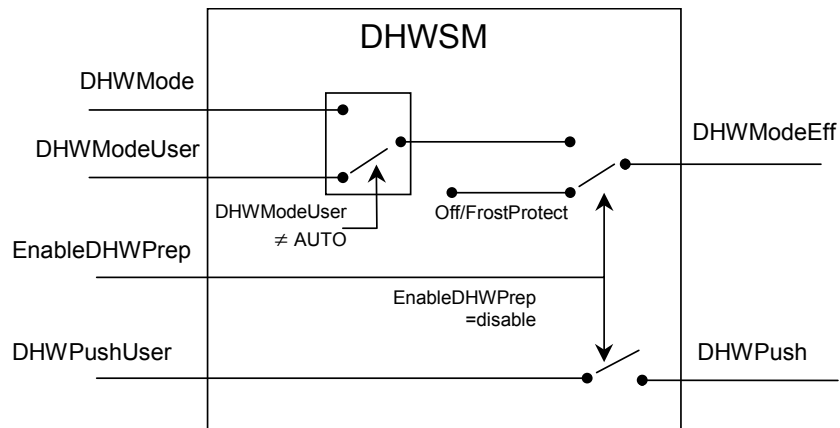 DHWSM
DHWMode
DHWModeUser
DHWModeEff
DHWModeUser
≠ AUTO
Off/FrostProtect
EnableDHWPrep
EnableDHWPrep
=disable
DHWPushUser
DHWPush